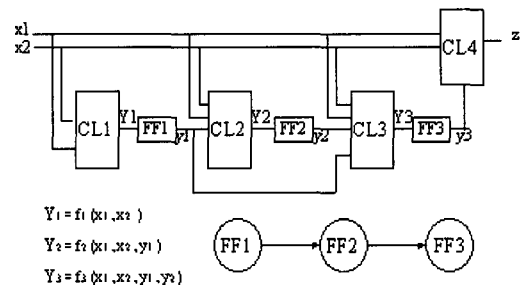 x1
x2
z
CL4
Y1
Y2
Y3
CL1
FF1
y1
CL2
FF2
y2
CL3
FF3
y3
Y₁ = f₁ (x₁ ,x₂ )
Y₂ = f₂ (x₁ ,x₂ ,y₁ )
Y₃ = f₃ (x₁ ,x₂ ,y₁ ,y₂ )
FF1
FF2
FF3